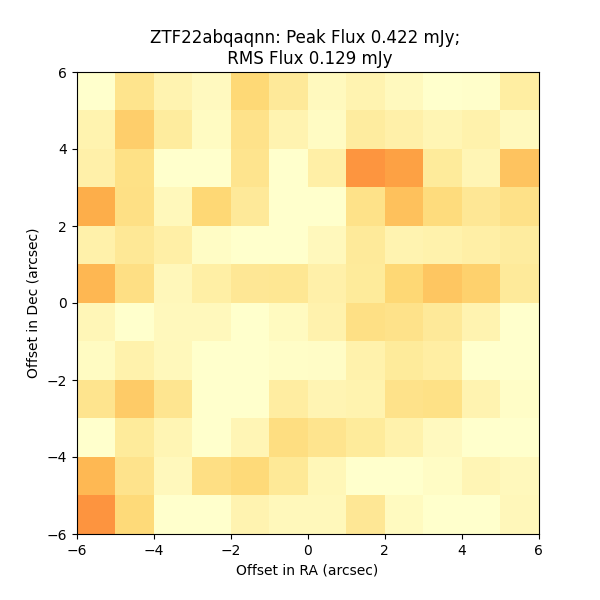 ZTF22abqaqnn: Peak Flux 0.422 mJy;
RMS Flux 0.129 mJy
6
4
2
0
−2
−4
−6
Offset in Dec (arcsec)
−6 −4 −2 0 2 4 6
Offset in RA (arcsec)